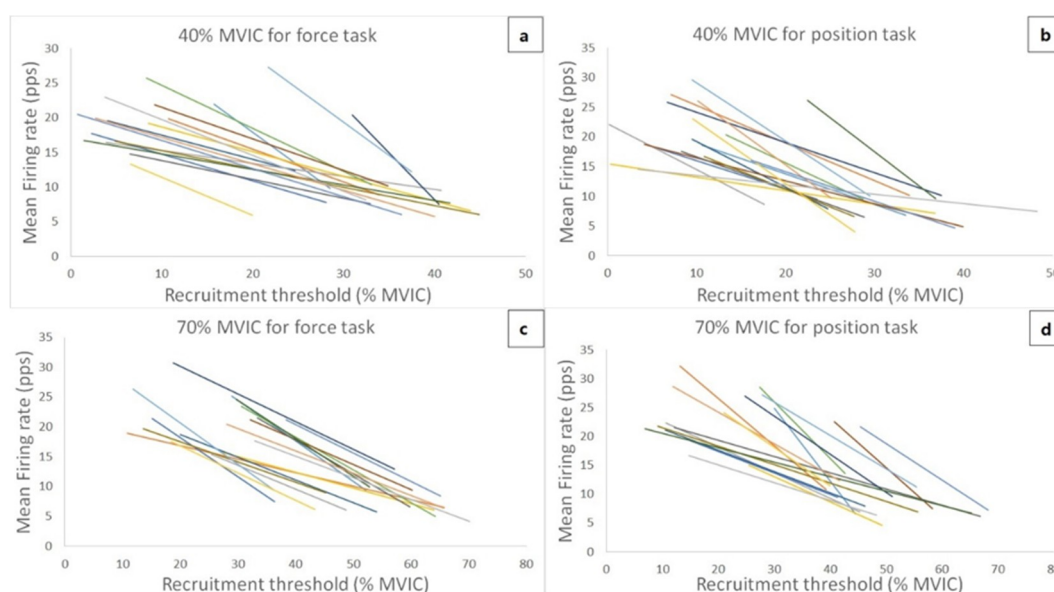 40% MVIC for force task
a
30
25
20
15
10
5
0
0 10 20 30 40 50
Mean Firing rate (pps)
Recruitment threshold (% MVIC)
40% MVIC for position task
b
35
30
25
20
15
10
5
0
0 10 20 30 40 50
Mean Firing rate (pps)
Recruitment threshold (% MVIC)
70% MVIC for force task
c
35
30
25
20
15
10
5
0
0 10 20 30 40 50 60 70 80
Mean Firing rate (pps)
Recruitment threshold (% MVIC)
70% MVIC for position task
d
35
30
25
20
15
10
5
0
0 10 20 30 40 50 60 70 80
Mean Firing rate (pps)
Recruitment threshold (% MVIC)